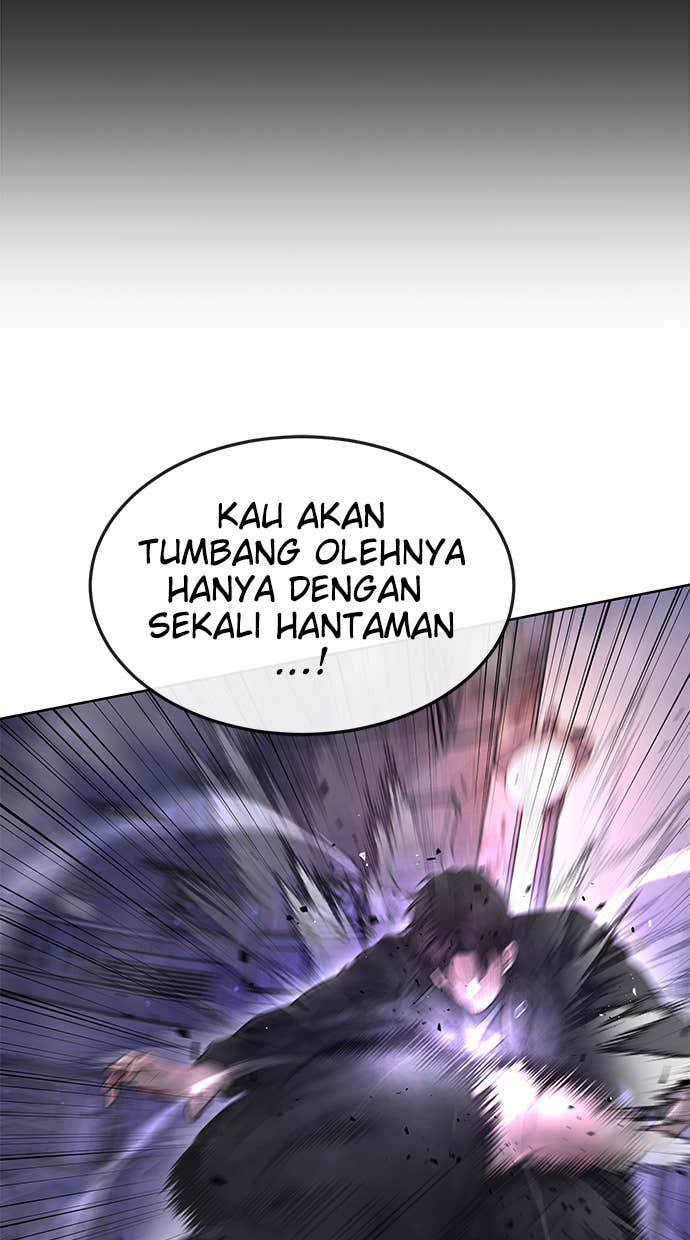 KAU AKAN
TUMBANG OLEHNYA
HANYA DENGAN
SEKALI HANTAMAN
...!